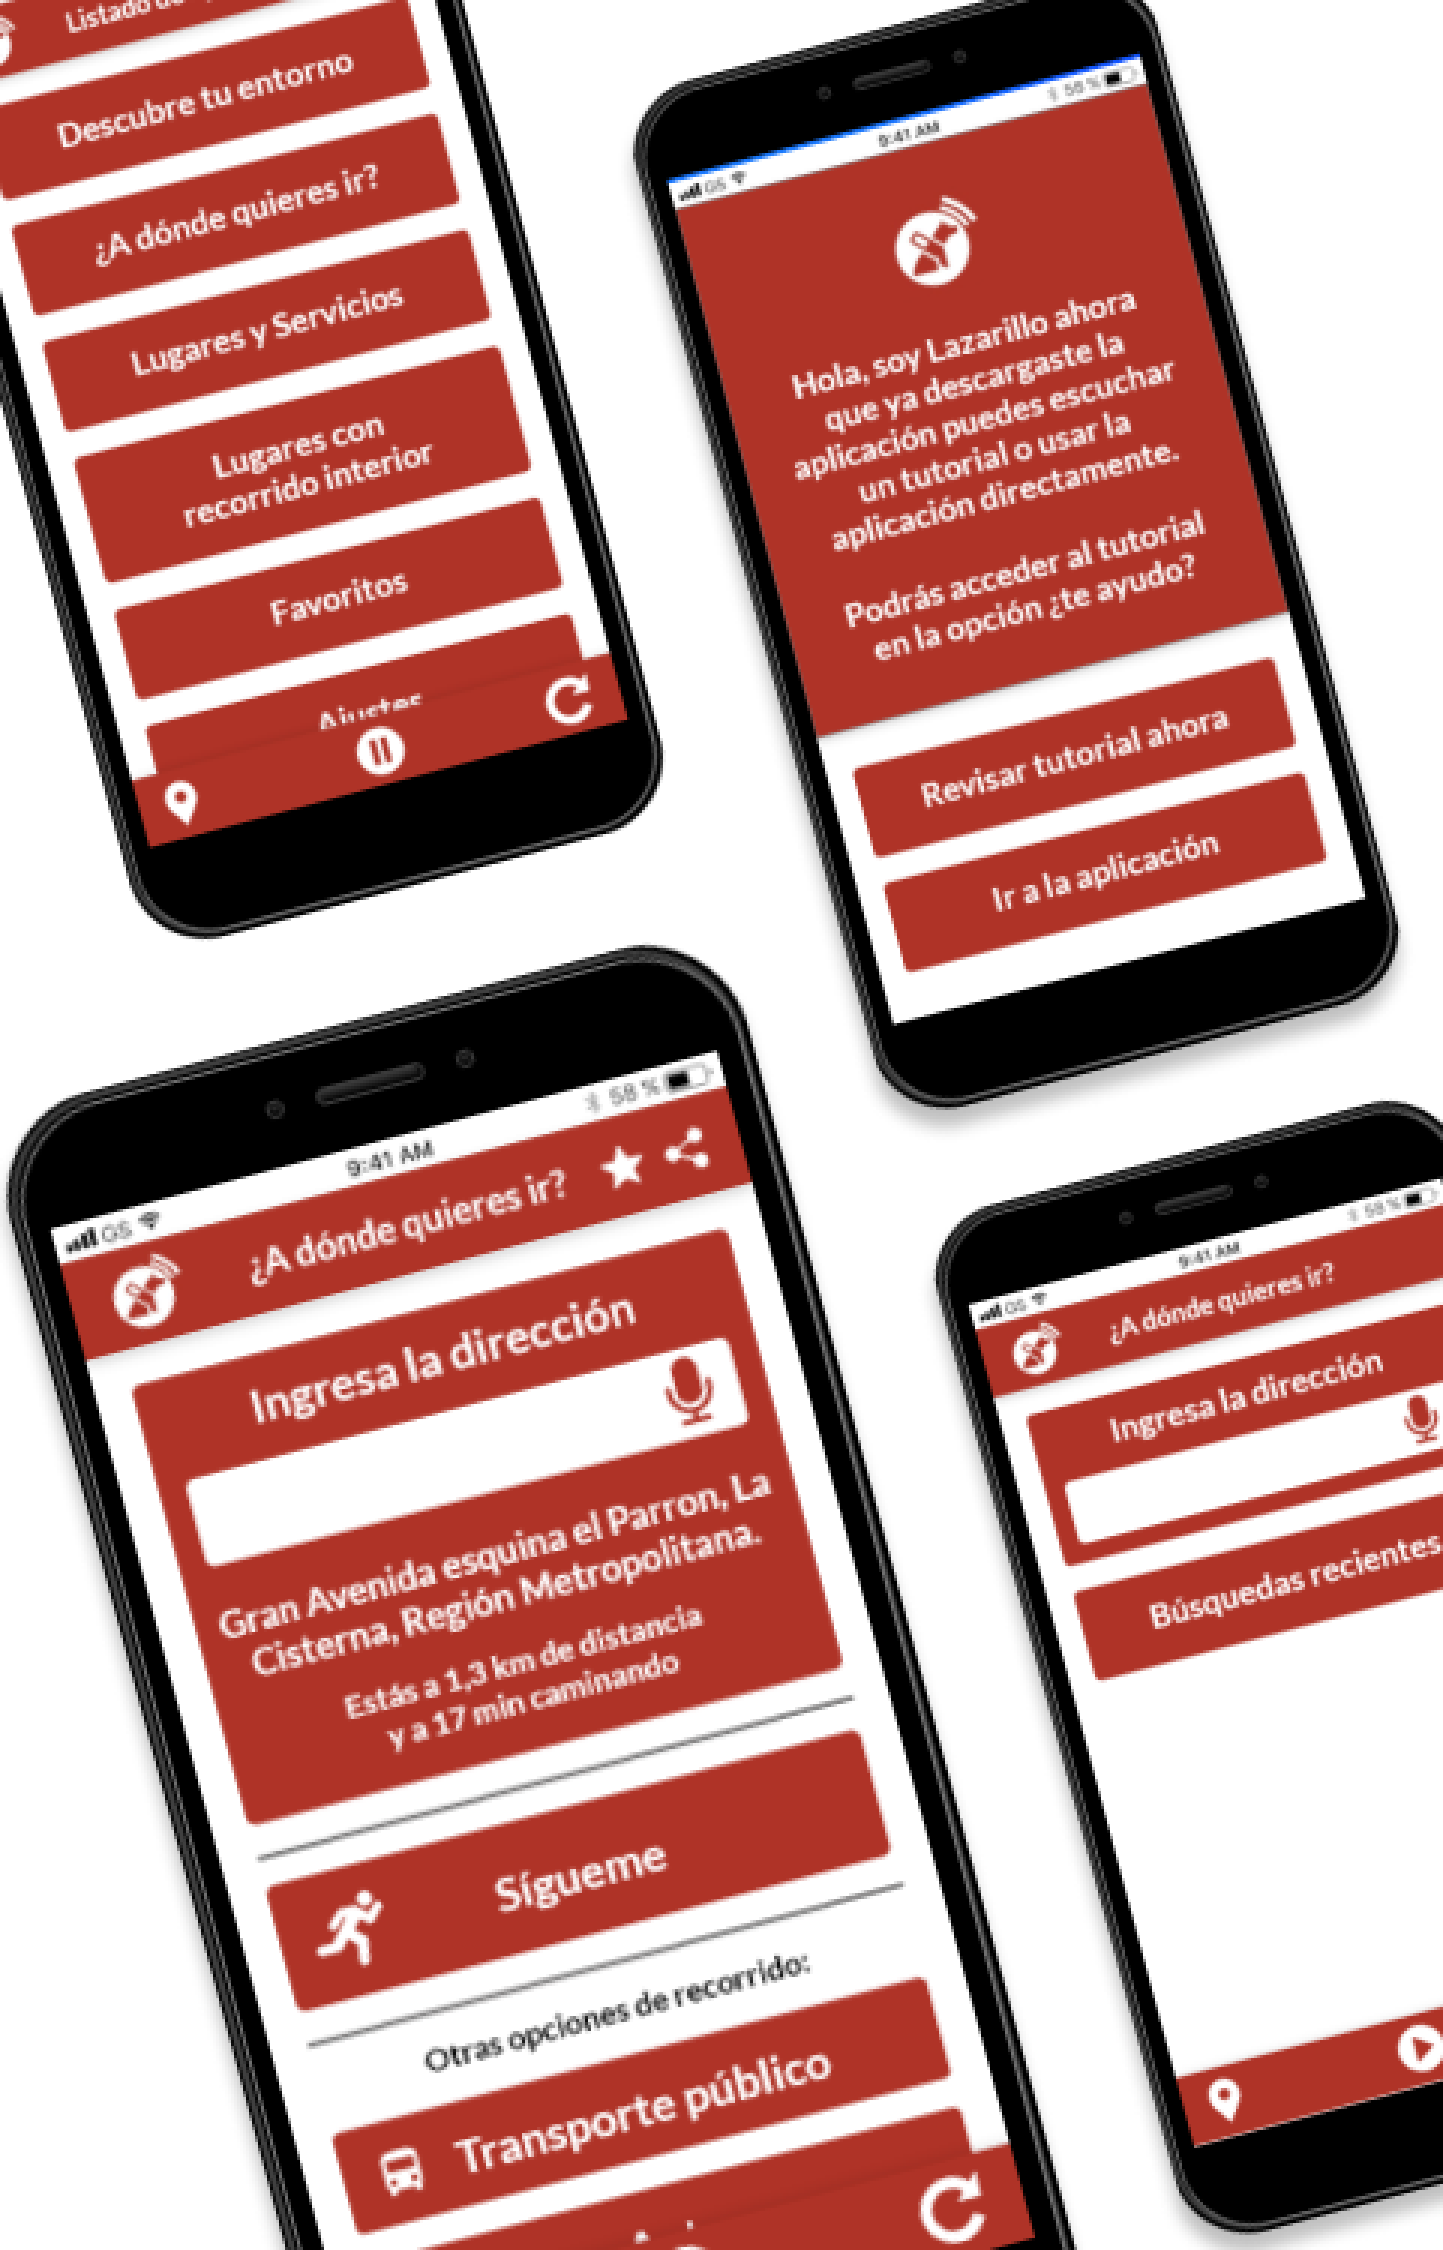 Listado
Descubre tu entorno
¿A dónde quieres ir?
Lugares y Servicios
Lugares con
recorrido interior
Favoritos
Ajustes
GS
9:41 AM
58 %
Hola, soy Lazarillo ahora
que ya descargaste la
aplicación puedes escuchar
un tutorial o usar la
aplicación directamente.
Podrás acceder al tutorial
en la opción ¿te ayudo?
Revisar tutorial ahora
Ir a la aplicación
GS
9:41 AM
58 %
¿A dónde quieres ir?
Ingresa la dirección
Gran Avenida esquina el Parron, La
Cisterna, Región Metropolitana.
Estás a 1,3 km de distancia
y a 17 min caminando
Sígueme
Otras opciones de recorrido:
Transporte público
GS
9:41 AM
58 %
¿A dónde quieres ir?
Ingresa la dirección
Búsquedas recientes